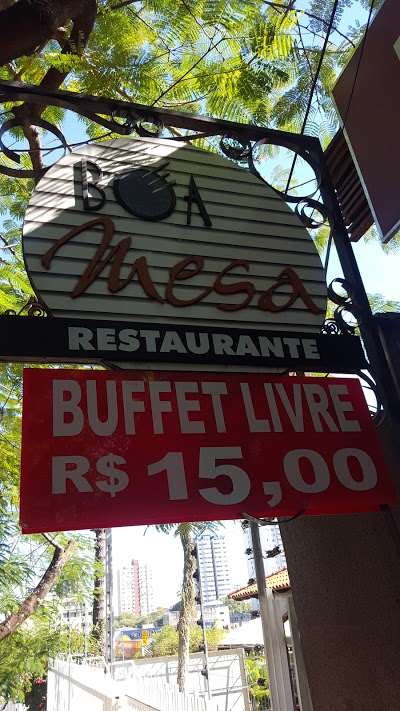 BOA
Mesa
RESTAURANTE
BUFFET LIVRE
R$ 15,00